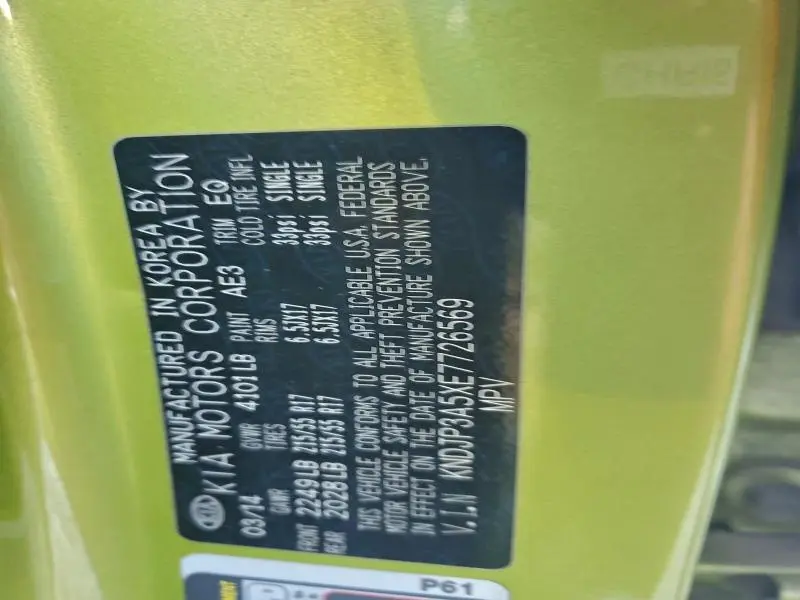 KIA
MANUFACTURED IN KOREA BY
KIA MOTORS CORPORATION
03/14 GVWR 4101LB PAINT AE3 TRIM EQ
GAWR TIRES RIMS COLD TIRE INFL
FRONT 2249LB 215/55 R17 6.5JX17 33psi SINGLE
REAR 2028LB 215/55 R17 6.5JX17 33psi SINGLE
THIS VEHICLE CONFORMS TO ALL APPLICABLE U.S.A. FEDERAL
MOTOR VEHICLE SAFETY AND THEFT PREVENTION STANDARDS
IN EFFECT ON THE DATE OF MANUFACTURE SHOWN ABOVE.
V.I.N KNDJP3A5XE7726569
MPV
P61